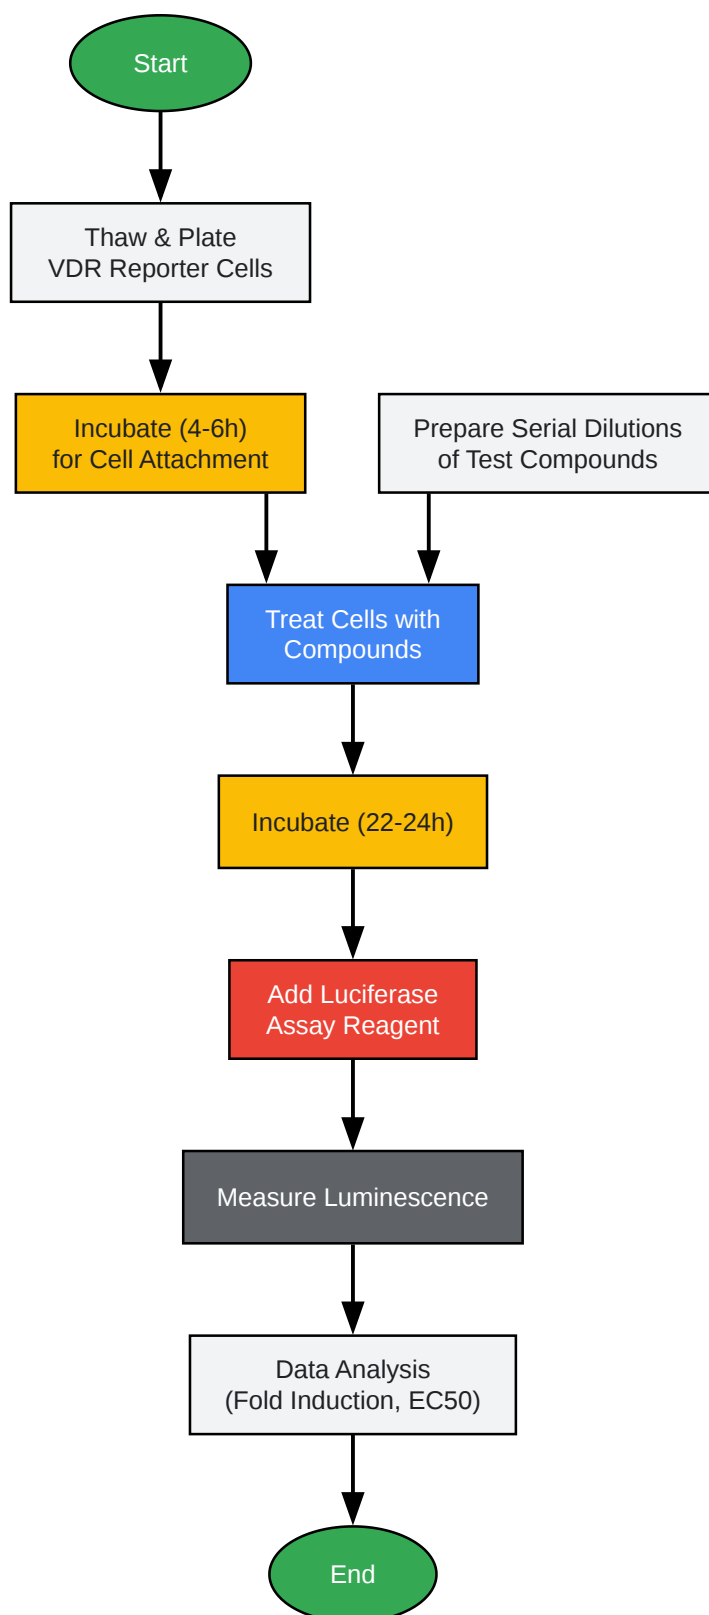 Start
Thaw & Plate
VDR Reporter Cells
Incubate (4-6h)
for Cell Attachment
Prepare Serial Dilutions
of Test Compounds
Treat Cells with
Compounds
Incubate (22-24h)
Add Luciferase
Assay Reagent
Measure Luminescence
Data Analysis
(Fold Induction, EC50)
End